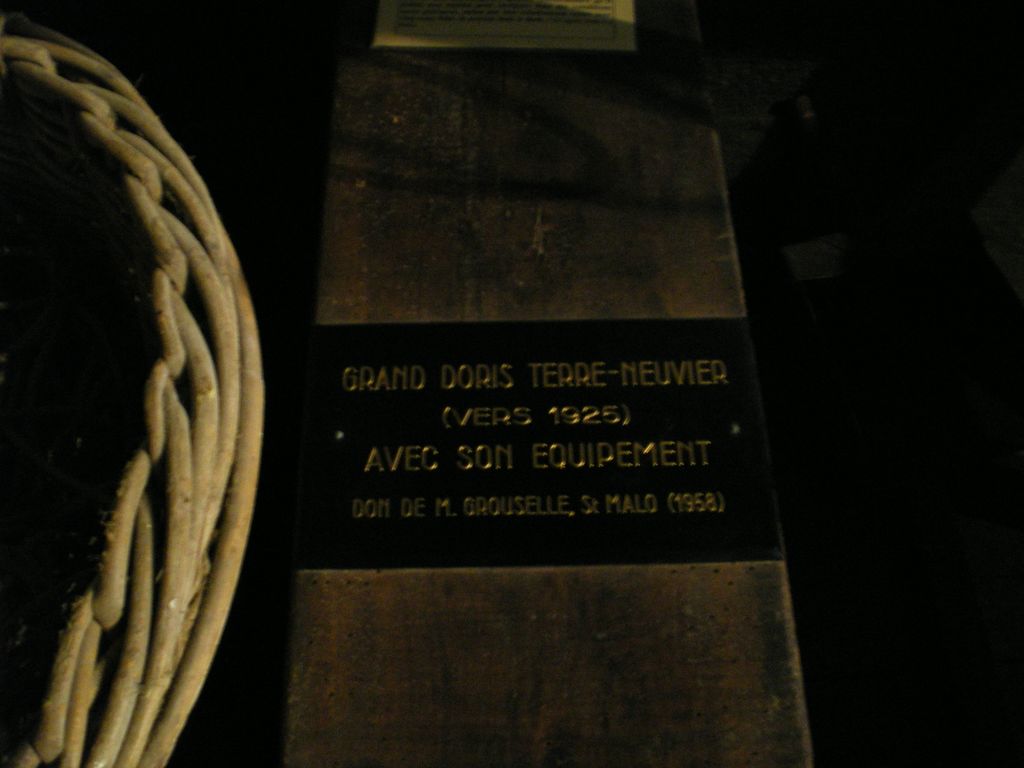 GRAND DORIS TERRE-NEUVIER
(VERS 1925)
AVEC SON EQUIPEMENT
DON DE M. GROUSELLE, St MALO (1958)